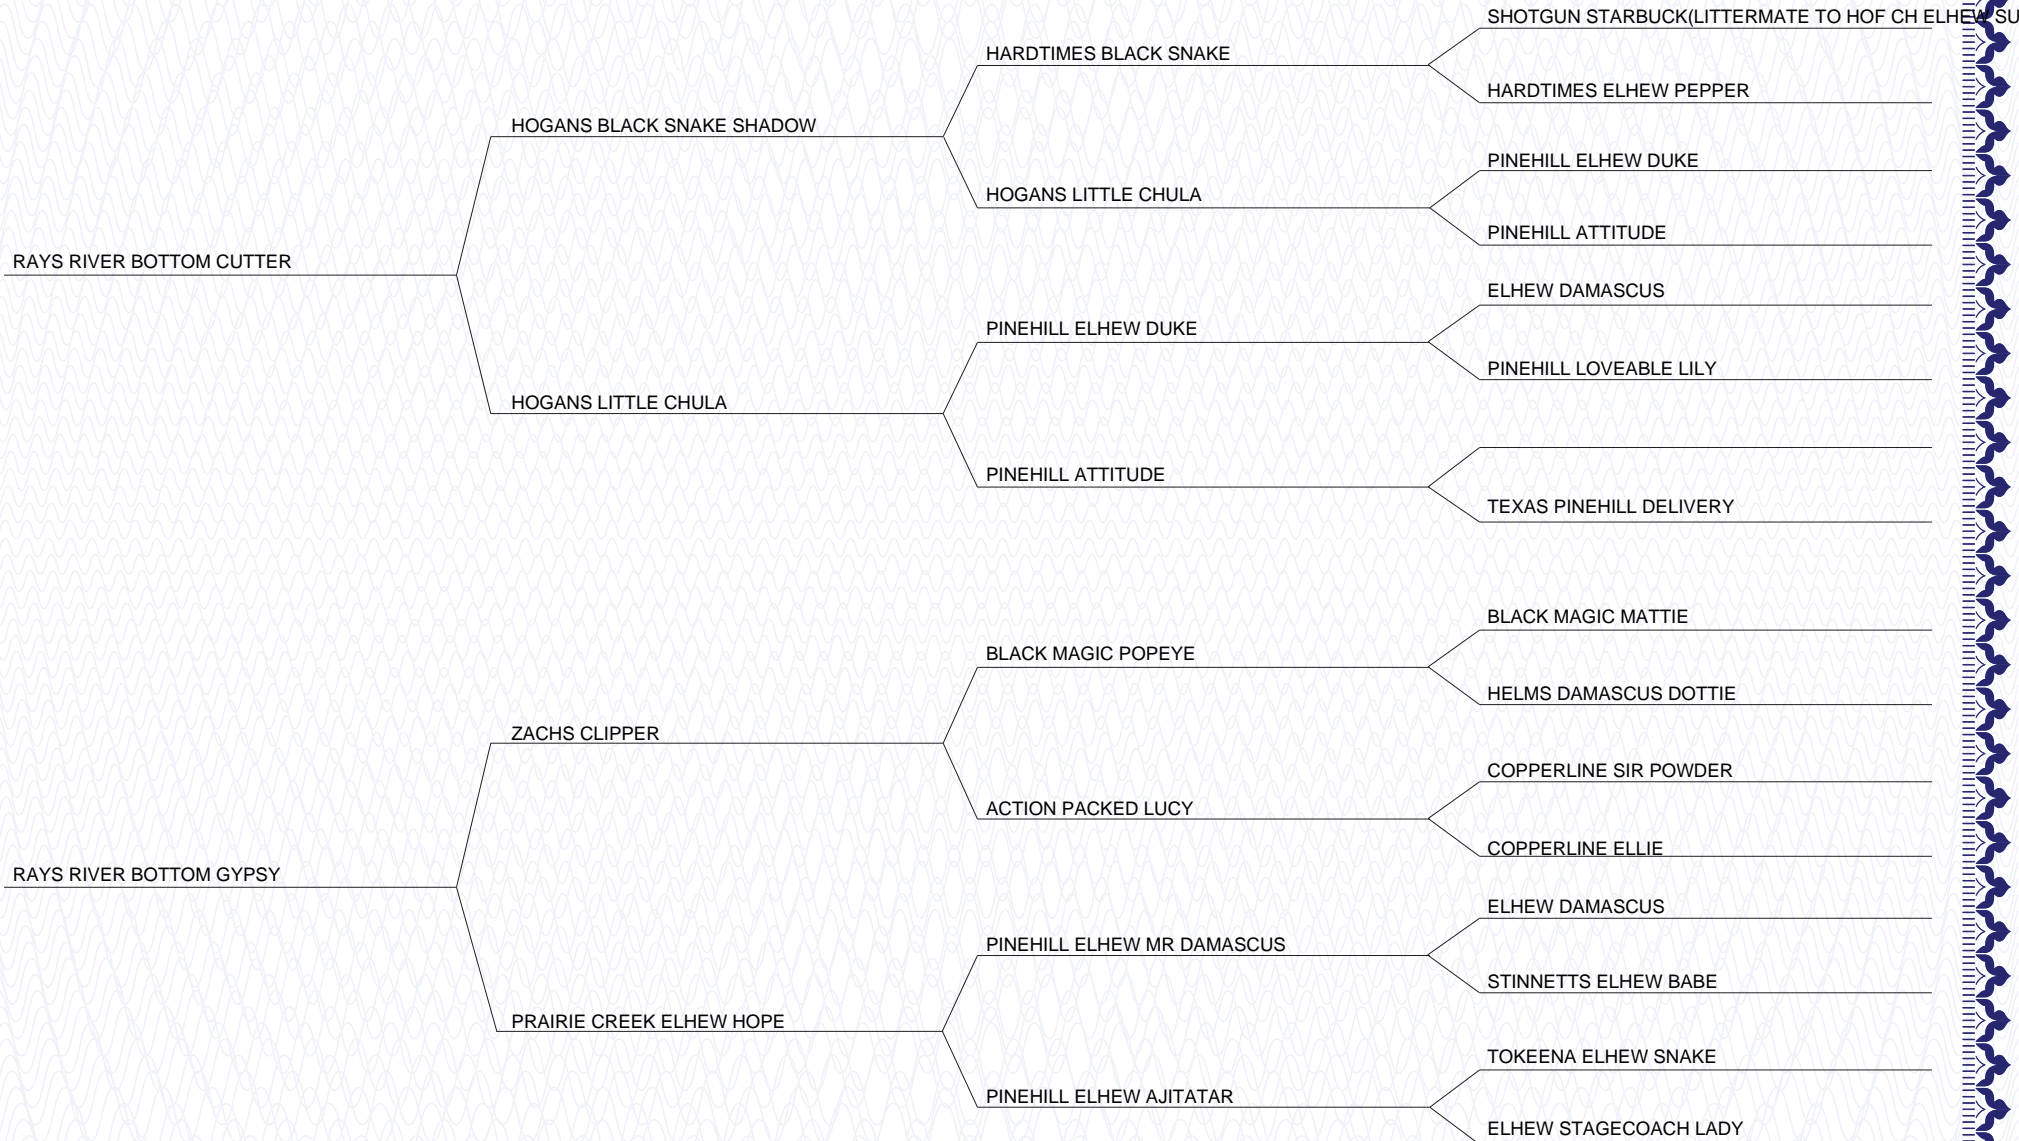 SHOTGUN STARBUCK(LITTERMATE TO HOF CH ELHEW SU
HARDTIMES BLACK SNAKE
HARDTIMES ELHEW PEPPER
HOGANS BLACK SNAKE SHADOW
PINEHILL ELHEW DUKE
HOGANS LITTLE CHULA
PINEHILL ATTITUDE
RAYS RIVER BOTTOM CUTTER
ELHEW DAMASCUS
PINEHILL ELHEW DUKE
PINEHILL LOVEABLE LILY
HOGANS LITTLE CHULA
PINEHILL ATTITUDE
TEXAS PINEHILL DELIVERY
BLACK MAGIC MATTIE
BLACK MAGIC POPEYE
HELMS DAMASCUS DOTTIE
ZACHS CLIPPER
COPPERLINE SIR POWDER
ACTION PACKED LUCY
COPPERLINE ELLIE
RAYS RIVER BOTTOM GYPSY
ELHEW DAMASCUS
PINEHILL ELHEW MR DAMASCUS
STINNETTS ELHEW BABE
PRAIRIE CREEK ELHEW HOPE
TOKEENA ELHEW SNAKE
PINEHILL ELHEW AJITATAR
ELHEW STAGECOACH LADY